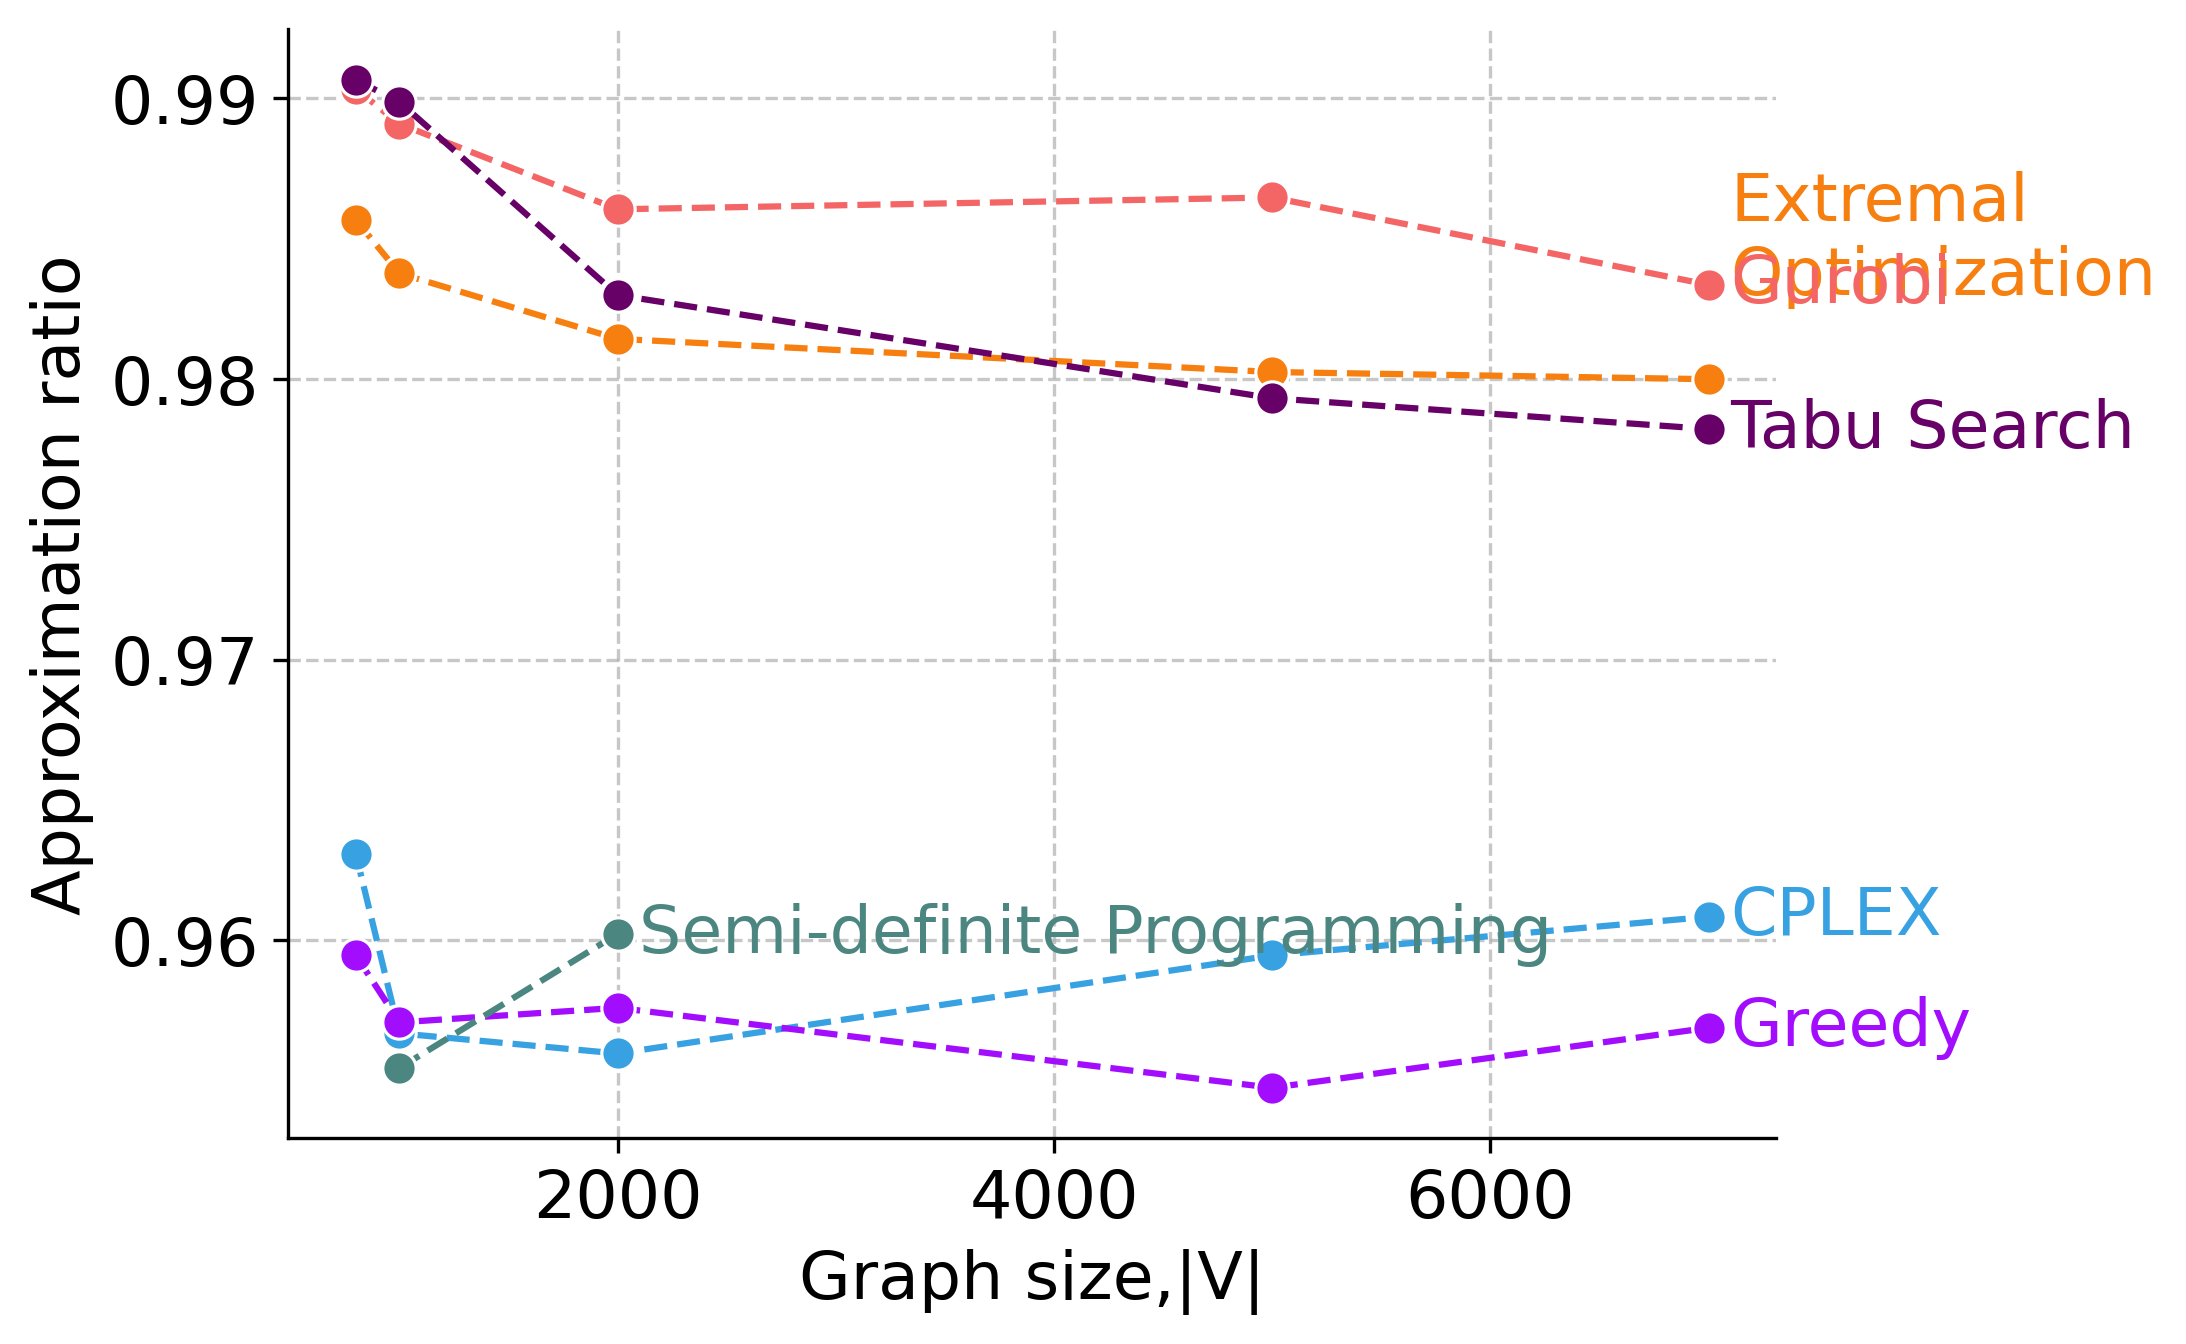 0.99
0.98
0.97
0.96
Approximation ratio
Extremal
Optimization
Gurobi
Tabu Search
Semi-definite Programming
CPLEX
Greedy
2000 4000 6000
Graph size,|V|